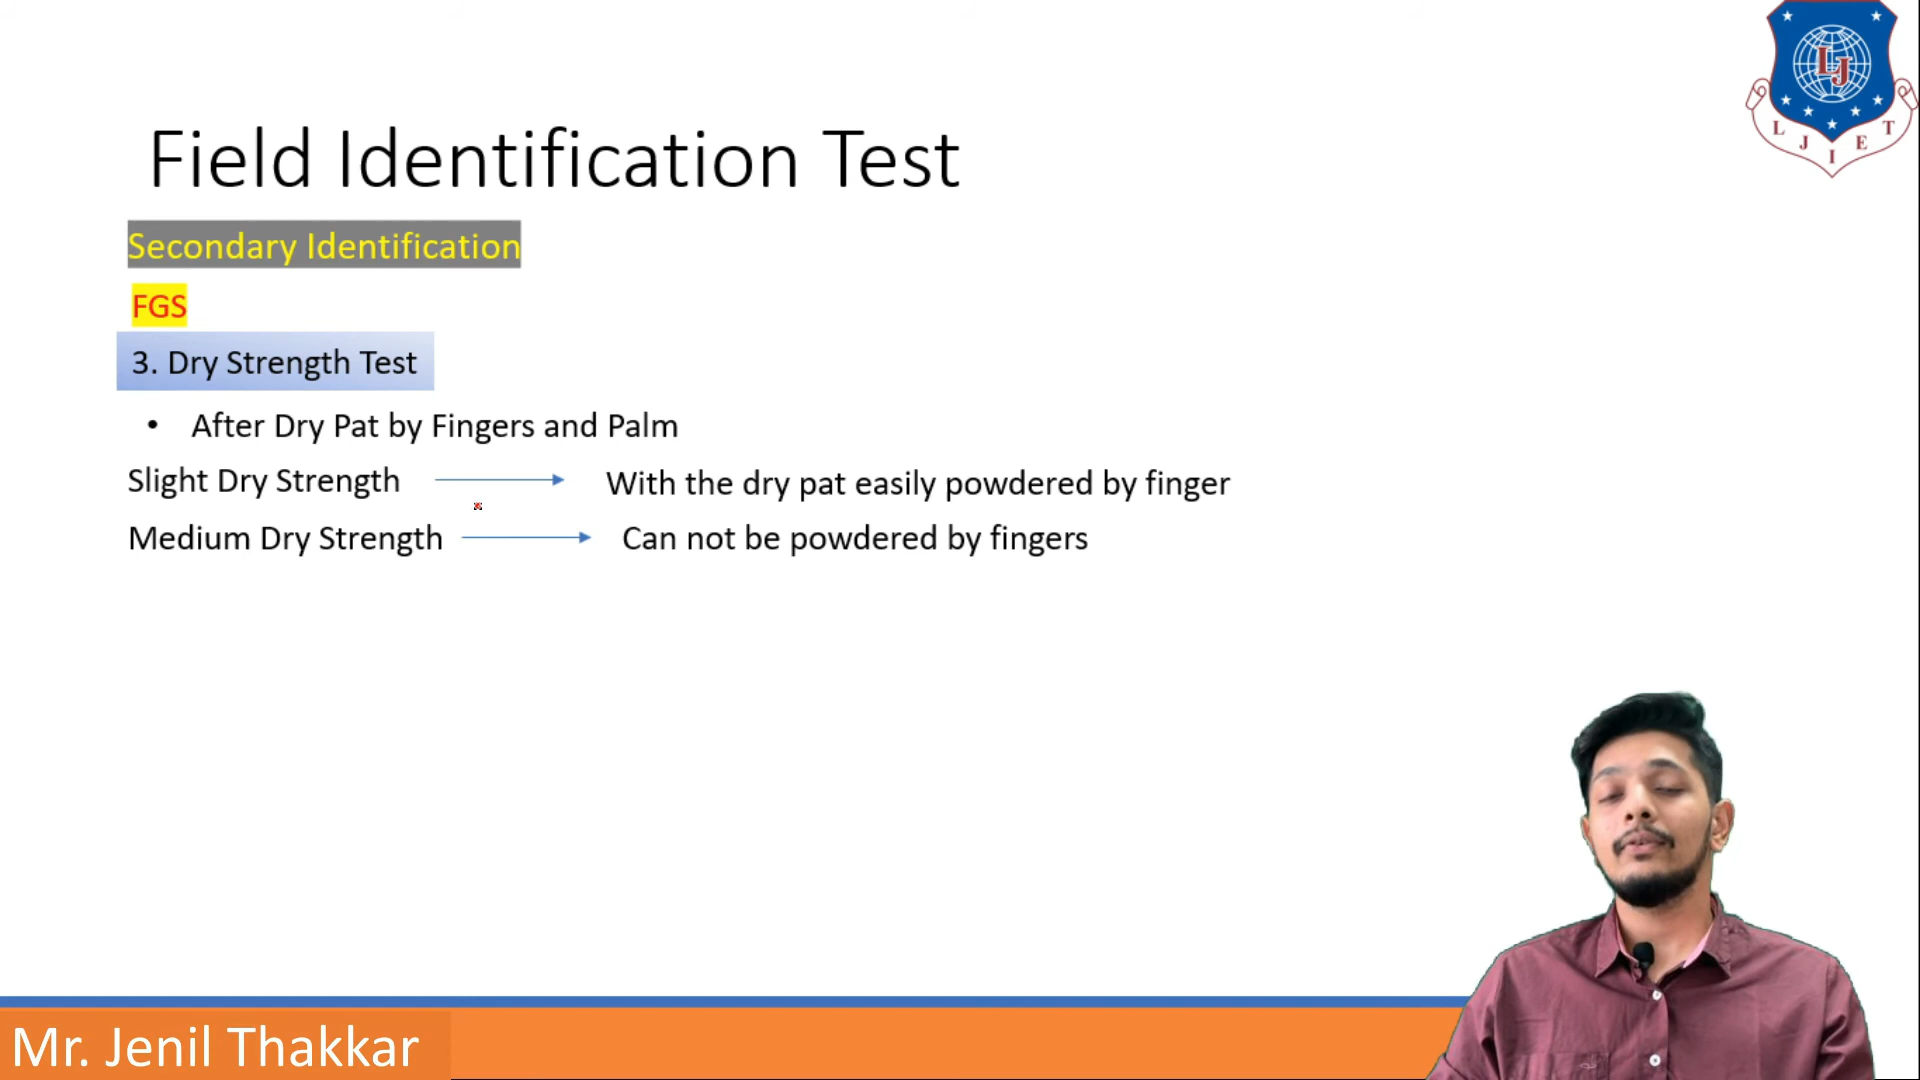 LJ
L J I E T
Field Identification Test
Secondary Identification
FGS
3. Dry Strength Test
• After Dry Pat by Fingers and Palm
Slight Dry Strength With the dry pat easily powdered by finger
Medium Dry Strength Can not be powdered by fingers
Mr. Jenil Thakkar